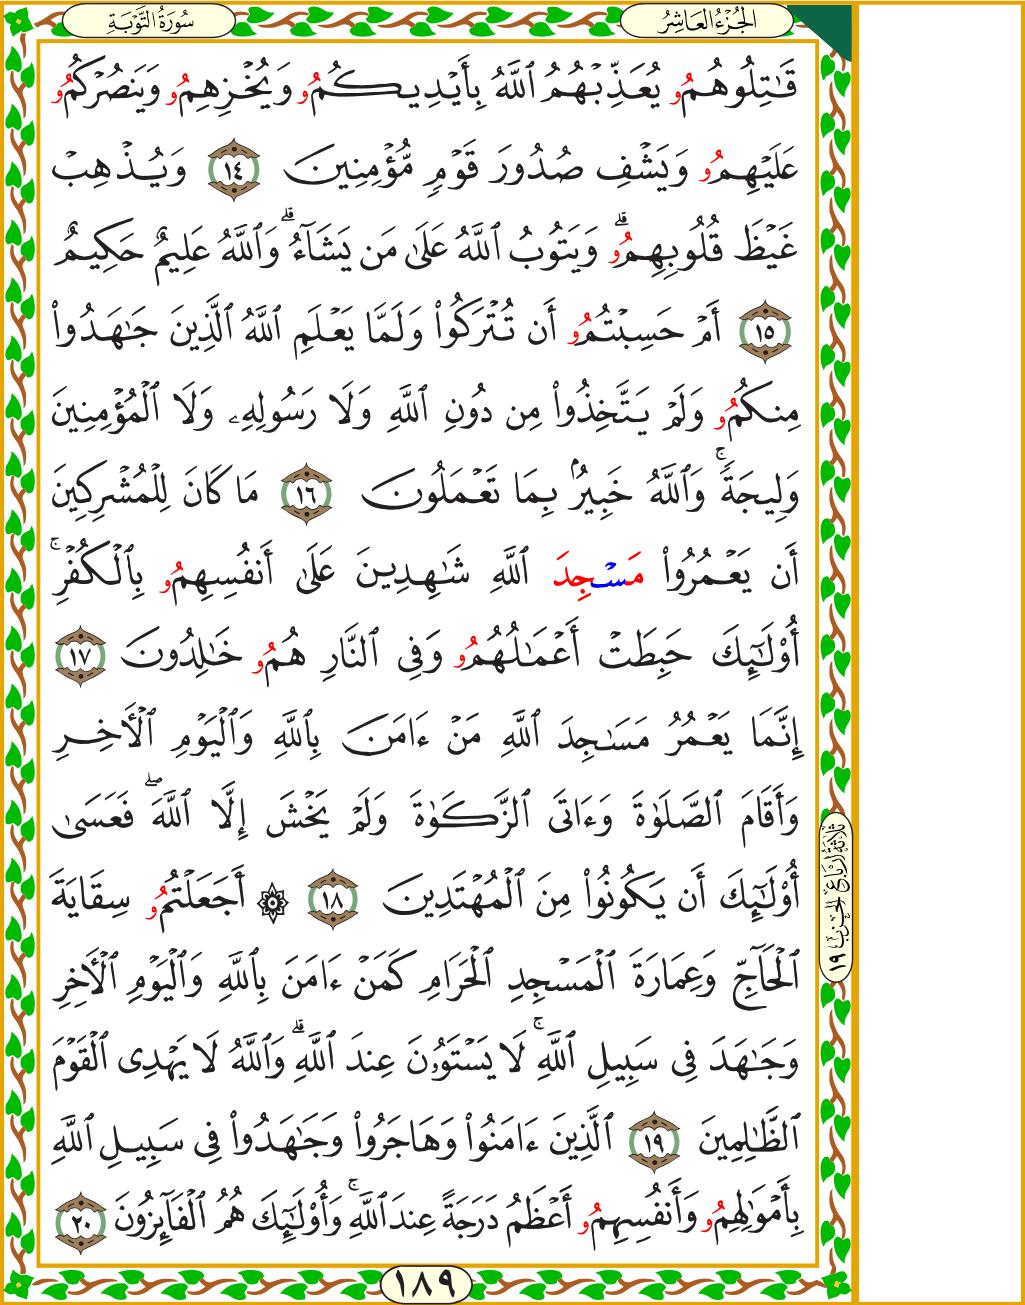 الجُزْءُ العَاشِرُ
سُورَةُ التَّوْبَةِ
قَٰتِلُوهُمُو يُعَذِّبْهُمُ ٱللَّهُ بِأَيْدِيكُمُو وَيُخْزِهِمُو وَيَنصُرْكُمُو
عَلَيْهِمُو وَيَشْفِ صُدُورَ قَوْمٍ مُّؤْمِنِينَ ١٤ وَيُذْهِبْ
غَيْظَ قُلُوبِهِمُوۗ وَيَتُوبُ ٱللَّهُ عَلَىٰ مَن يَشَآءُۗ وَٱللَّهُ عَلِيمٌ حَكِيمٌ
١٥ أَمْ حَسِبْتُمُو أَن تُتْرَكُوا۟ وَلَمَّا يَعْلَمِ ٱللَّهُ ٱلَّذِينَ جَٰهَدُوا۟
مِنكُمُو وَلَمْ يَتَّخِذُوا۟ مِن دُونِ ٱللَّهِ وَلَا رَسُولِهِۦ وَلَا ٱلْمُؤْمِنِينَ
وَلِيجَةًۚ وَٱللَّهُ خَبِيرٌۢ بِمَا تَعْمَلُونَ ١٦ مَا كَانَ لِلْمُشْرِكِينَ
أَن يَعْمُرُوا۟ مَسْجِدَ ٱللَّهِ شَٰهِدِينَ عَلَىٰٓ أَنفُسِهِمُو بِٱلْكُفْرِۚ
أُو۟لَٰٓئِكَ حَبِطَتْ أَعْمَٰلُهُمُو وَفِى ٱلنَّارِ هُمُو خَٰلِدُونَ ١٧
إِنَّمَا يَعْمُرُ مَسَٰجِدَ ٱللَّهِ مَنْ ءَامَنَ بِٱللَّهِ وَٱلْيَوْمِ ٱلْأَخِرِ
وَأَقَامَ ٱلصَّلَوٰةَ وَءَاتَى ٱلزَّكَوٰةَ وَلَمْ يَخْشَ إِلَّا ٱللَّهَۖ فَعَسَىٰٓ
أُو۟لَٰٓئِكَ أَن يَكُونُوا۟ مِنَ ٱلْمُهْتَدِينَ ١٨ ۞ أَجَعَلْتُمُو سِقَايَةَ
ٱلْحَآجِّ وَعِمَارَةَ ٱلْمَسْجِدِ ٱلْحَرَامِ كَمَنْ ءَامَنَ بِٱللَّهِ وَٱلْيَوْمِ ٱلْأَخِرِ
وَجَٰهَدَ فِى سَبِيلِ ٱللَّهِۚ لَا يَسْتَوُۥنَ عِندَ ٱللَّهِۗ وَٱللَّهُ لَا يَهْدِى ٱلْقَوْمَ
ٱلظَّٰلِمِينَ ١٩ ٱلَّذِينَ ءَامَنُوا۟ وَهَاجَرُوا۟ وَجَٰهَدُوا۟ فِى سَبِيلِ ٱللَّهِ
بِأَمْوَٰلِهِمُو وَأَنفُسِهِمُو أَعْظَمُ دَرَجَةً عِندَ ٱللَّهِۚ وَأُو۟لَٰٓئِكَ هُمُ ٱلْفَآئِزُونَ ٢٠
ثَلَاثَةُ أَرْبَاعِ الْحِزْبِ ١٩
١٨٩